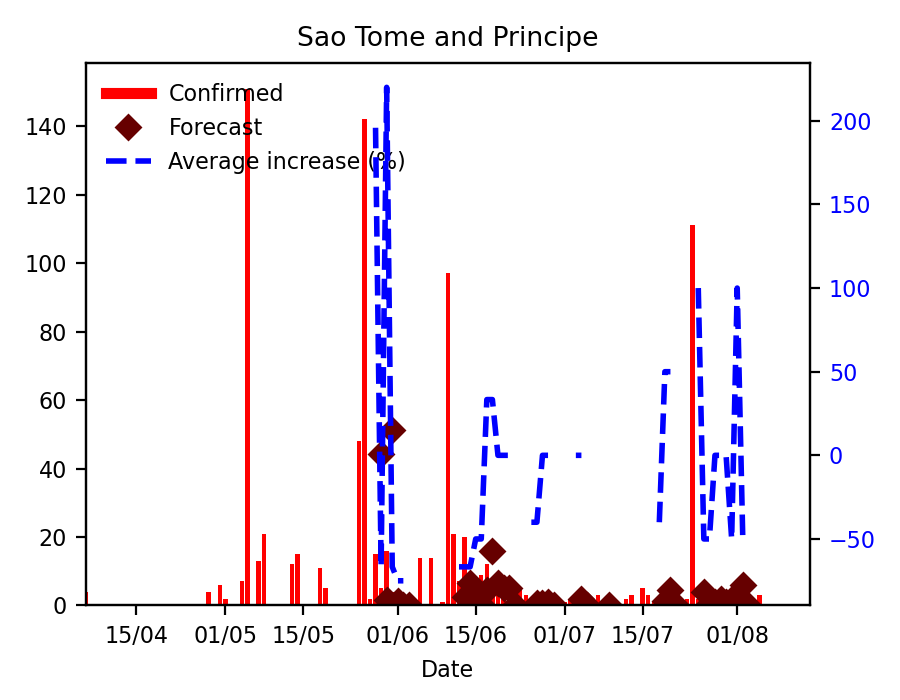 Sao Tome and Principe
Confirmed
Forecast
Average increase (%)
140
120
100
80
60
40
20
0
200
150
100
50
0
−50
15/04 01/05 15/05 01/06 15/06 01/07 15/07 01/08
Date